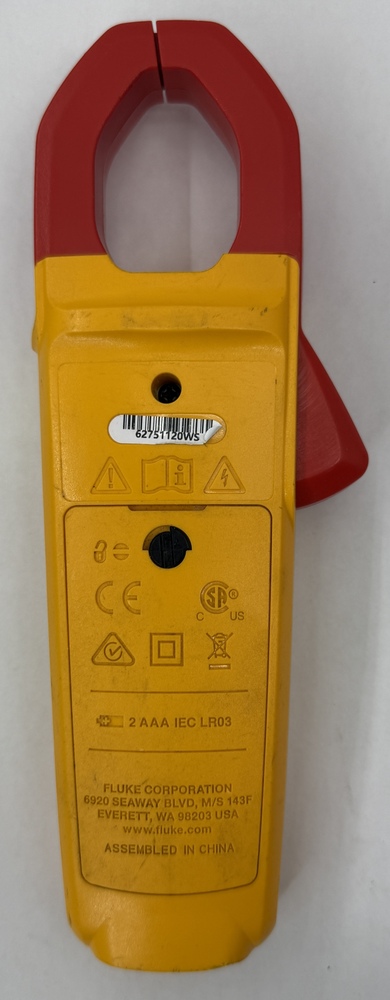 62751120WS
CE
SA
C US
2 AAA IEC LR03
FLUKE CORPORATION
6920 SEAWAY BLVD, M/S 143F
EVERETT, WA 98203 USA
www.fluke.com
ASSEMBLED IN CHINA